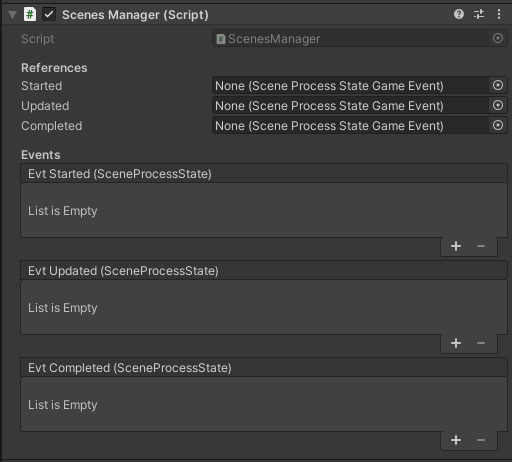 Scenes Manager (Script)
Script ScenesManager
References
Started None (Scene Process State Game Event)
Updated None (Scene Process State Game Event)
Completed None (Scene Process State Game Event)
Events
Evt Started (SceneProcessState)
List is Empty
+ −
Evt Updated (SceneProcessState)
List is Empty
+ −
Evt Completed (SceneProcessState)
List is Empty
+ −